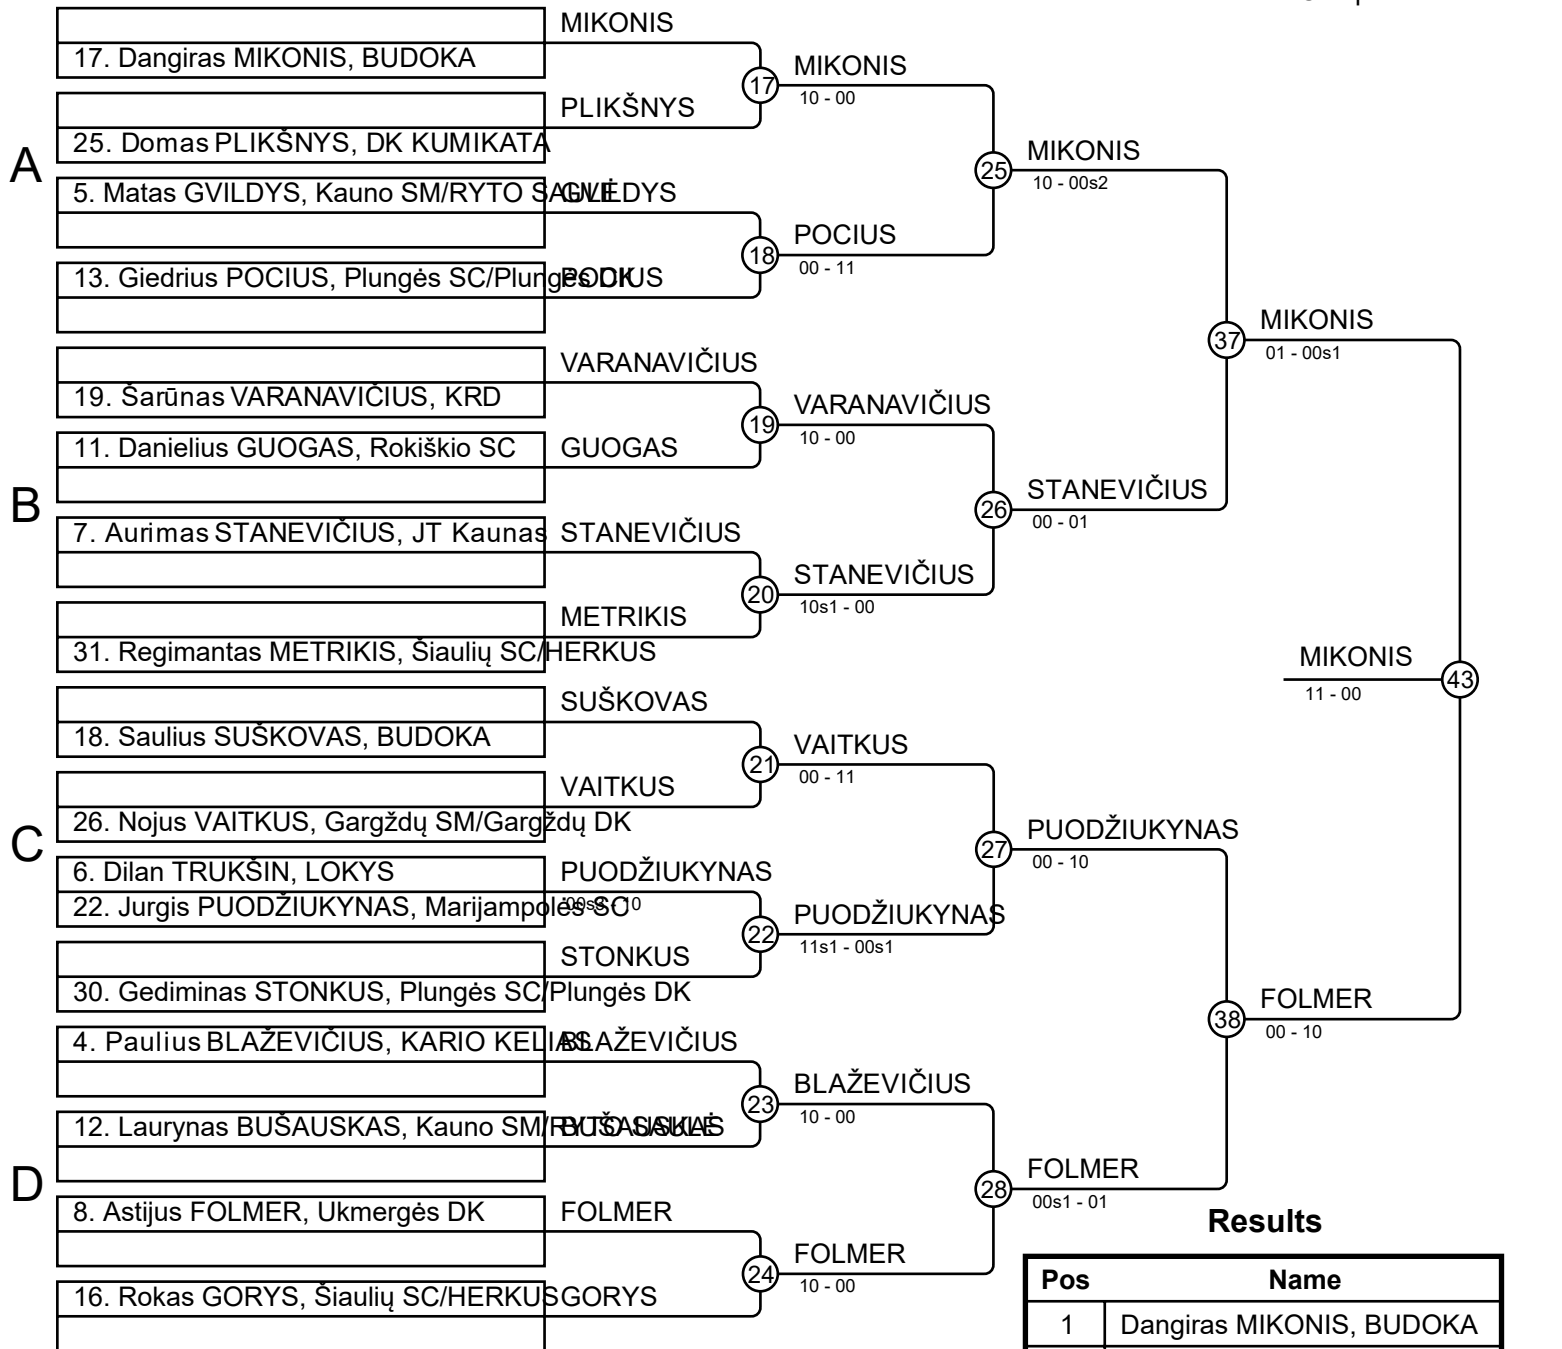 MIKONIS
17. Dangiras MIKONIS, BUDOKA
MIKONIS
17
10 - 00
PLIKŠNYS
25. Domas PLIKŠNYS, DK KUMIKATA
A
MIKONIS
25
10 - 00s2
5. Matas GVILDYS, Kauno SM/RYTO SAULĖ
GVILDYS
POCIUS
18
00 - 11
13. Giedrius POCIUS, Plungės SC/Plungės DK
POCIUS
MIKONIS
37
01 - 00s1
VARANAVIČIUS
19. Šarūnas VARANAVIČIUS, KRD
VARANAVIČIUS
19
10 - 00
11. Danielius GUOGAS, Rokiškio SC
GUOGAS
B
STANEVIČIUS
26
00 - 01
7. Aurimas STANEVIČIUS, JT Kaunas
STANEVIČIUS
STANEVIČIUS
20
10s1 - 00
METRIKIS
31. Regimantas METRIKIS, Šiaulių SC/HERKUS
MIKONIS
43
11 - 00
SUŠKOVAS
18. Saulius SUŠKOVAS, BUDOKA
VAITKUS
21
00 - 11
VAITKUS
26. Nojus VAITKUS, Gargždų SM/Gargždų DK
C
PUODŽIUKYNAS
27
00 - 10
6. Dilan TRUKŠIN, LOKYS
PUODŽIUKYNAS
22. Jurgis PUODŽIUKYNAS, Marijampolės SC
PUODŽIUKYNAS
22
11s1 - 00s1
STONKUS
30. Gediminas STONKUS, Plungės SC/Plungės DK
FOLMER
38
00 - 10
4. Paulius BLAŽEVIČIUS, KARIO KELIAS
BLAŽEVIČIUS
BLAŽEVIČIUS
23
10 - 00
12. Laurynas BUŠAUSKAS, Kauno SM/RYTO SAULĖ
BUŠAUSKAS
D
FOLMER
28
00s1 - 01
8. Astijus FOLMER, Ukmergės DK
FOLMER
FOLMER
24
10 - 00
16. Rokas GORYS, Šiaulių SC/HERKUS
GORYS
Results
Pos Name
1 Dangiras MIKONIS, BUDOKA